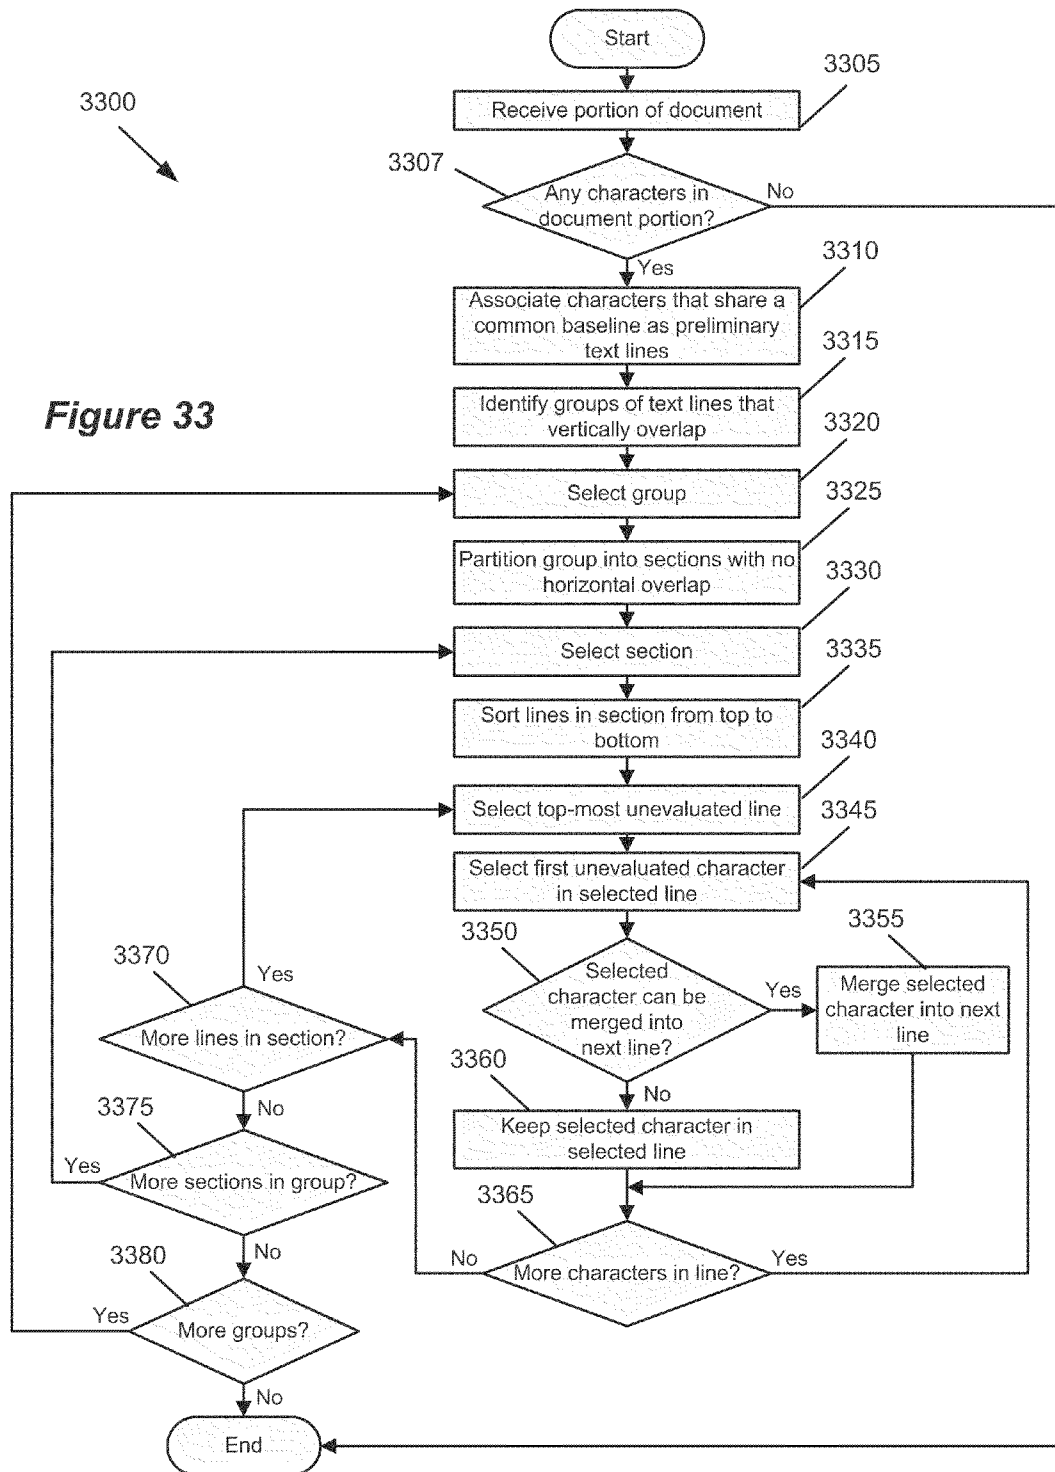 Start
3305
3300
Receive portion of document
3307
Any characters in
document portion?
No
Yes
3310
Associate characters that share a
common baseline as preliminary
text lines
3315
Figure 33
Identify groups of text lines that
vertically overlap
3320
Select group
3325
Partition group into sections with no
horizontal overlap
3330
Select section
3335
Sort lines in section from top to
bottom
3340
Select top-most unevaluated line
3345
Select first unevaluated character
in selected line
3350
Selected
character can be
merged into
next line?
Yes
3355
Merge selected
character into next
line
No
3360
Keep selected character in
selected line
3365
More characters in line?
Yes
No
3370
Yes
More lines in section?
No
3375
Yes
More sections in group?
No
3380
Yes
More groups?
No
End